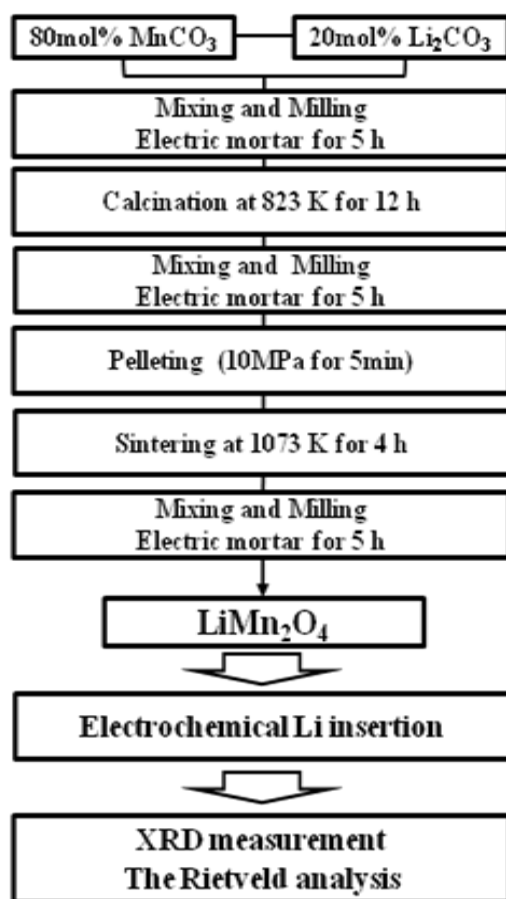 80mol% MnCO₃
20mol% Li₂CO₃
Mixing and Milling
Electric mortar for 5 h
Calcination at 823 K for 12 h
Mixing and Milling
Electric mortar for 5 h
Pelleting (10MPa for 5min)
Sintering at 1073 K for 4 h
Mixing and Milling
Electric mortar for 5 h
LiMn₂O₄
Electrochemical Li insertion
XRD measurement
The Rietveld analysis